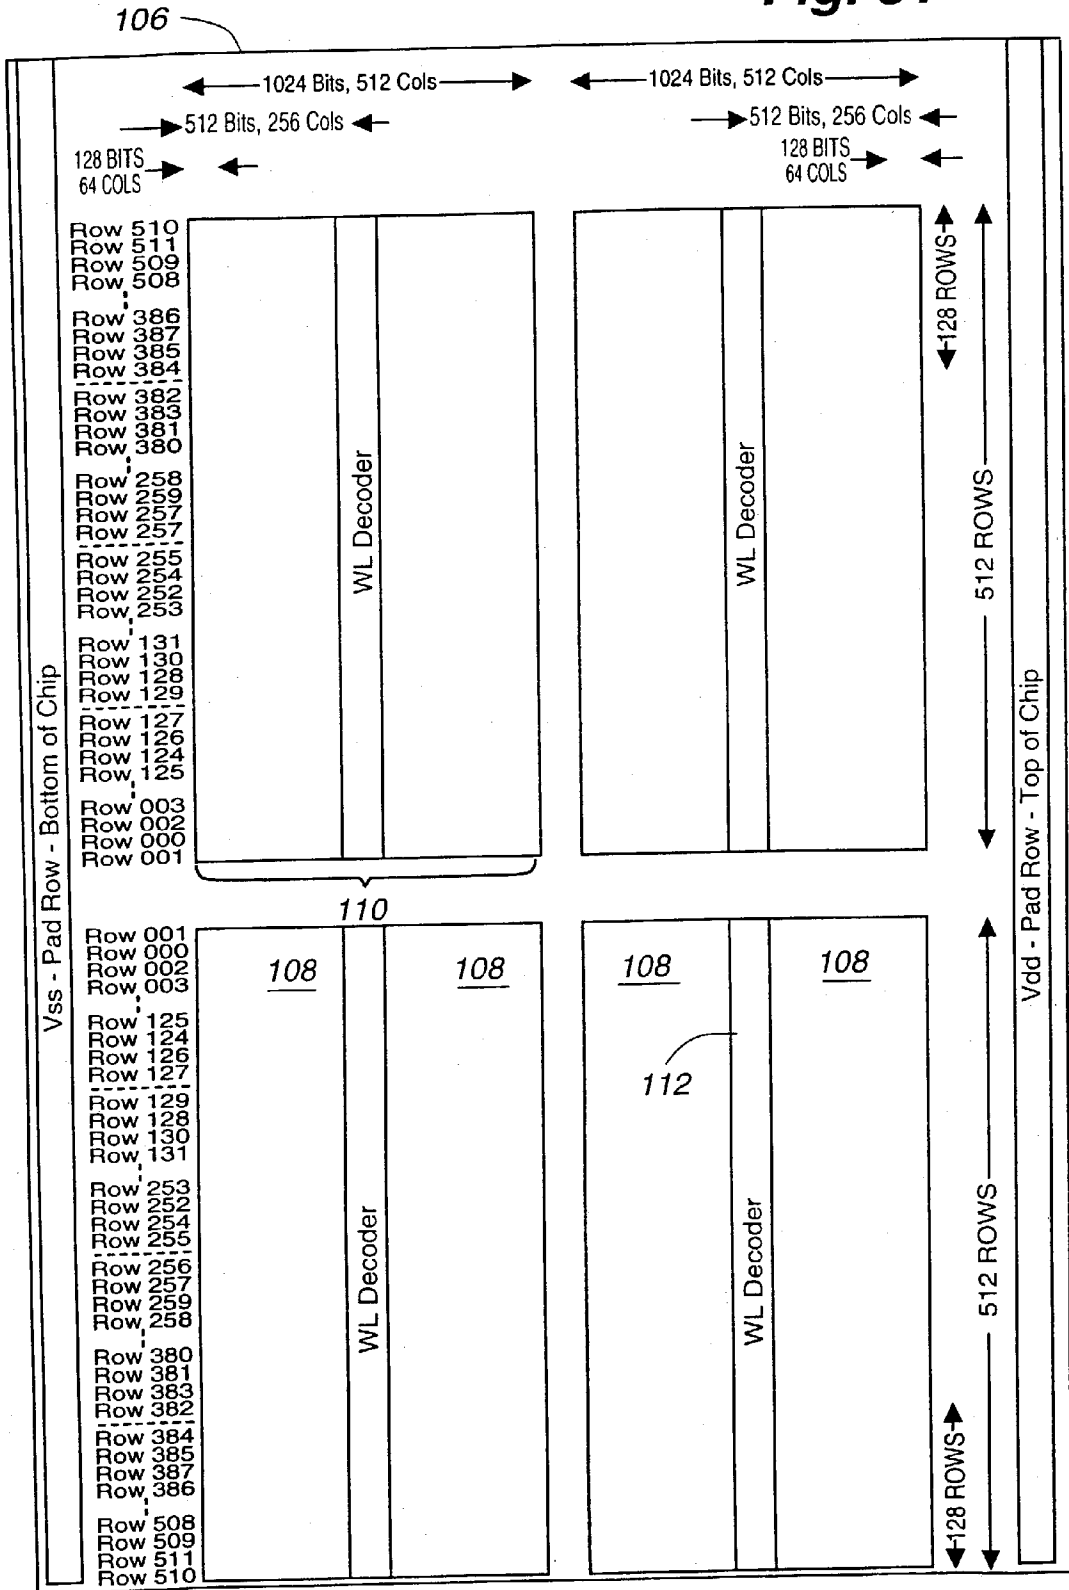 106
1024 Bits, 512 Cols
1024 Bits, 512 Cols
512 Bits, 256 Cols
512 Bits, 256 Cols
128 BITS
64 COLS
128 BITS
64 COLS
Row 510
Row 511
Row 509
Row 508
Row 386
Row 387
Row 385
Row 384
Row 382
Row 383
Row 381
Row 380
Row 258
Row 259
Row 257
Row 257
Row 255
Row 254
Row 252
Row 253
Row 131
Row 130
Row 128
Row 129
Row 127
Row 126
Row 124
Row 125
Row 003
Row 002
Row 000
Row 001
WL Decoder
WL Decoder
128 ROWS
512 ROWS
Vss - Pad Row - Bottom of Chip
Vdd - Pad Row - Top of Chip
110
Row 001
Row 000
Row 002
Row 003
Row 125
Row 124
Row 126
Row 127
Row 129
Row 128
Row 130
Row 131
Row 253
Row 252
Row 254
Row 255
Row 256
Row 257
Row 259
Row 258
Row 380
Row 381
Row 383
Row 382
Row 384
Row 385
Row 387
Row 386
Row 508
Row 509
Row 511
Row 510
108
108
108
108
112
WL Decoder
WL Decoder
512 ROWS
128 ROWS